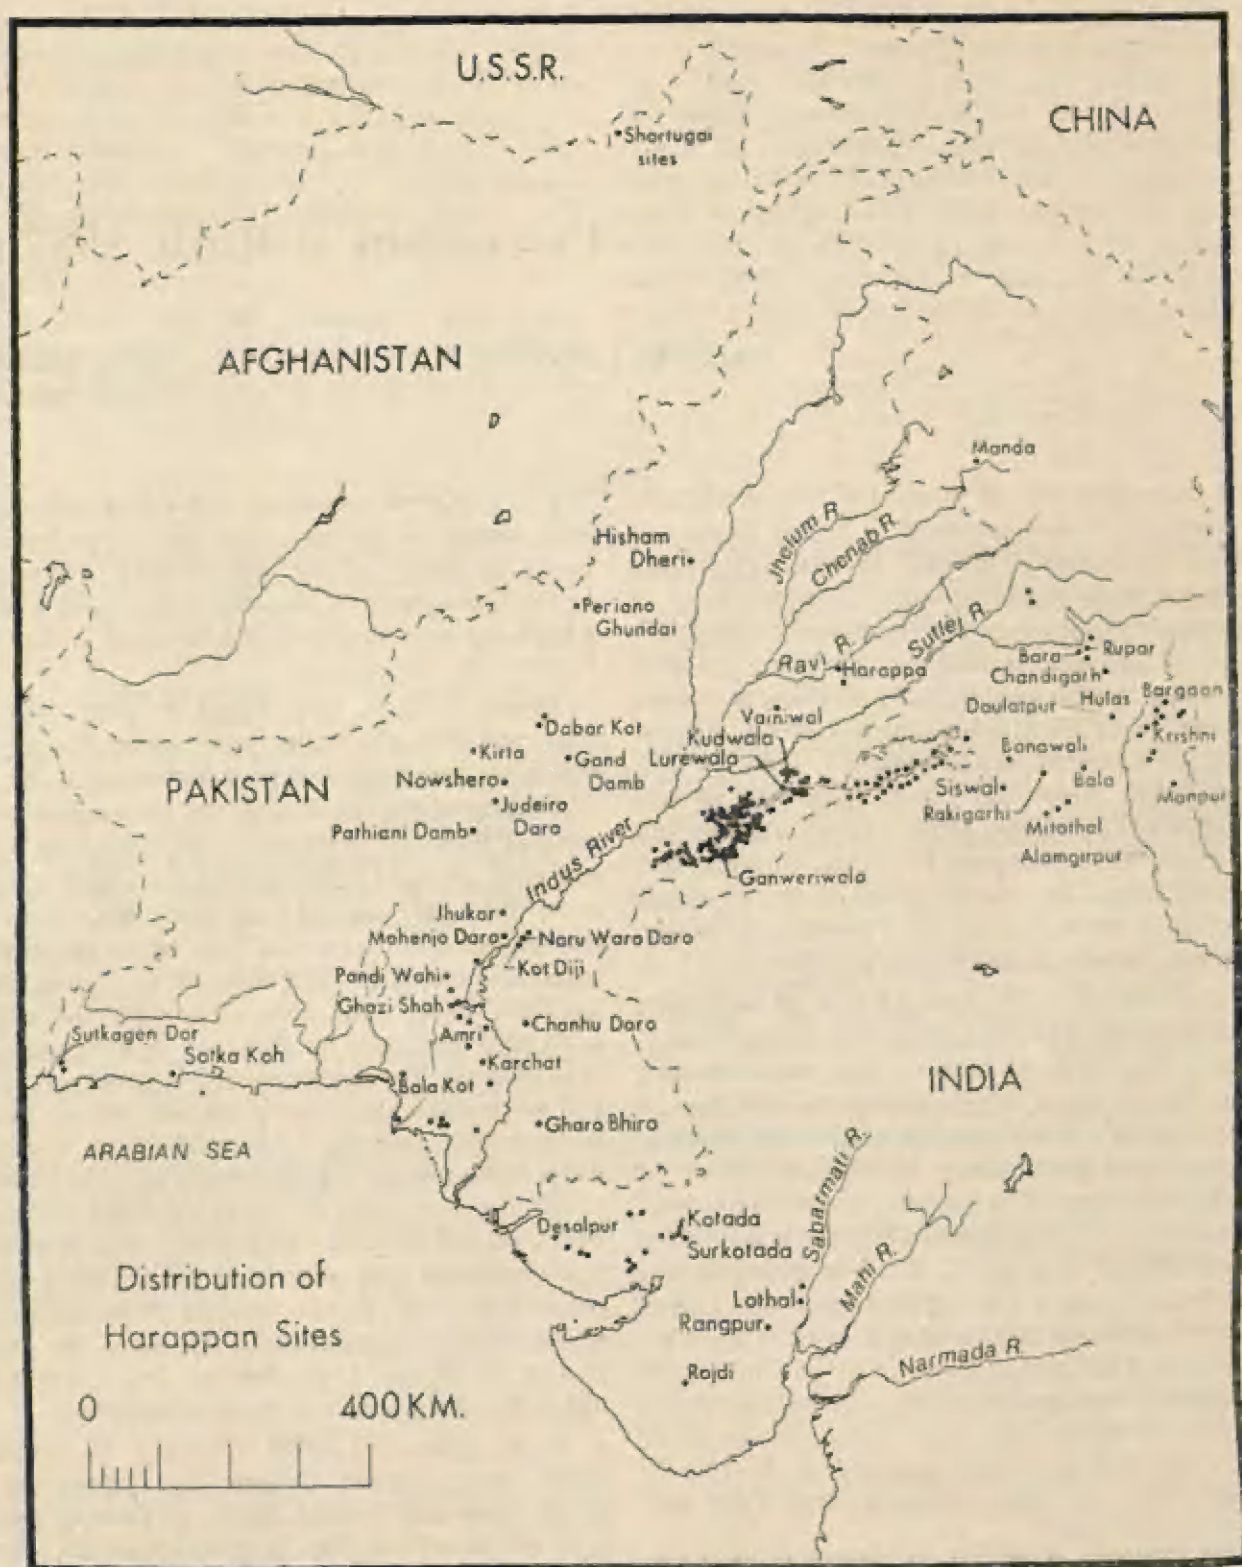 U.S.S.R.
CHINA
Shortugai
sites
AFGHANISTAN
Manda
Jhelum R.
Chenab R.
Hisham
Dheri
Periano
Ghundai
Ravi R.
Sutlej R.
Harappa
Bara
Rupar
Chandigarh
Hulas
Bargaon
Daulatpur
Vainiwal
Kudwala
Lurewala
Krishni
Dabar Kot
Kirta
Gand
Damb
Nowshero
Banawali
Bala
Siswal
Rakigarhi
Manpur
PAKISTAN
Judeiro
Daro
Pathiani Damb
Mitathal
Alamgirpur
Indus River
Ganweriwala
Jhukar
Mohenjo Daro
Naru Waro Daro
Kot Diji
Pandi Wahi
Ghazi Shah
Amri
Chanhu Daro
Sutkagen Dor
Sotka Koh
Karchat
Bala Kot
INDIA
Gharo Bhiro
ARABIAN SEA
Sabarmati R.
Desalpur
Kotada
Surkotada
Mahi R.
Lothal
Rangpur
Rojdi
Narmada R.
Distribution of
Harappan Sites
0 400 KM.